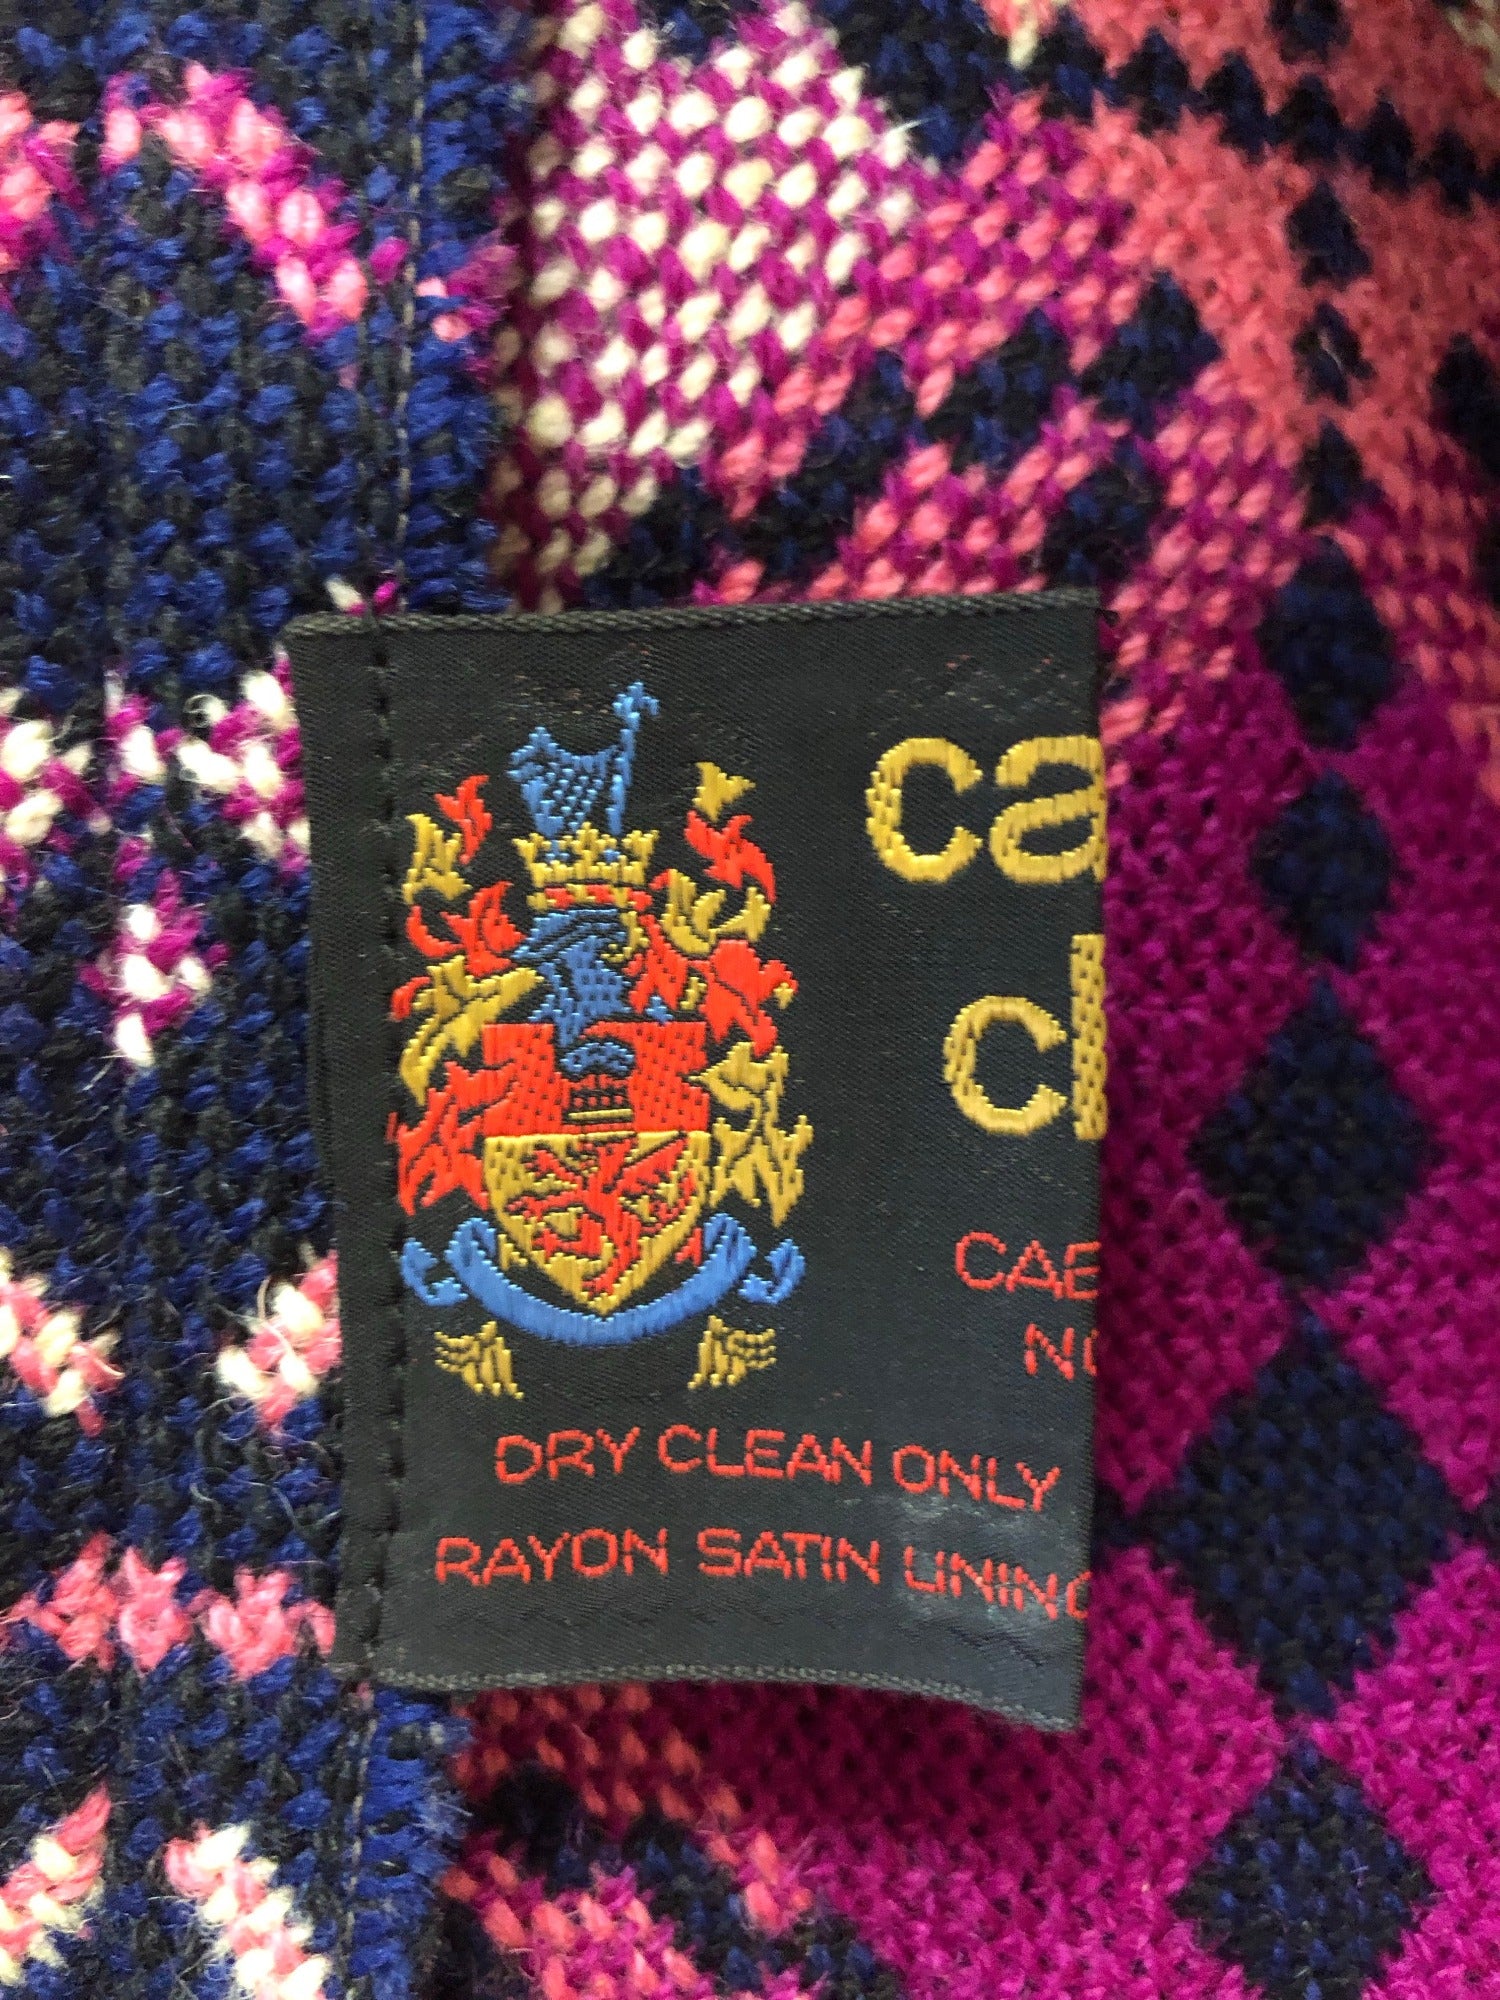 ca
cl
CAE
NO
DRY CLEAN ONLY
RAYON SATIN LINING